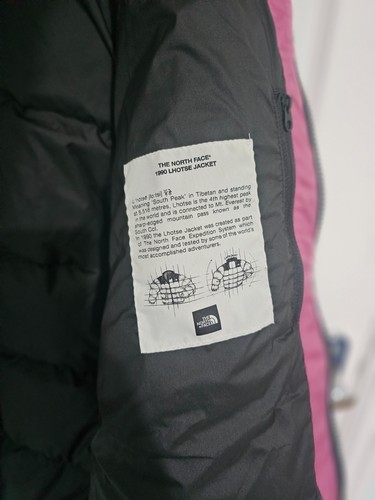 THE NORTH FACE®
1990 LHOTSE JACKET
Lhotse [lo.tsi]
Meaning 'South Peak' in Tibetan and standing
at 8,516 metres, Lhotse is the 4th highest peak
in the world and is connected to Mt. Everest by
sharp-edged mountain pass known as the
South Col.
In 1990 the Lhotse Jacket was created as part
of The North Face Expedition System which
was designed and tested by some of the world's
most accomplished adventurers.
THE
NORTH
FACE